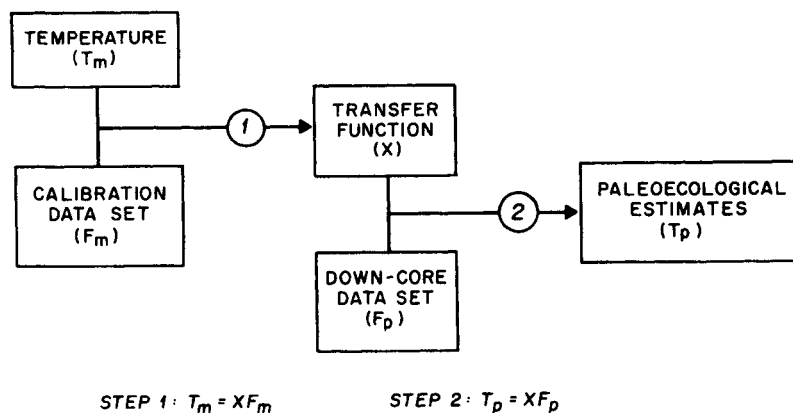 TEMPERATURE
(Tm)
1
TRANSFER
FUNCTION
(X)
CALIBRATION
DATA SET
(Fm)
2
PALEOECOLOGICAL
ESTIMATES
(Tp)
DOWN-CORE
DATA SET
(Fp)
STEP 1: Tm = XFm
STEP 2: Tp = XFp